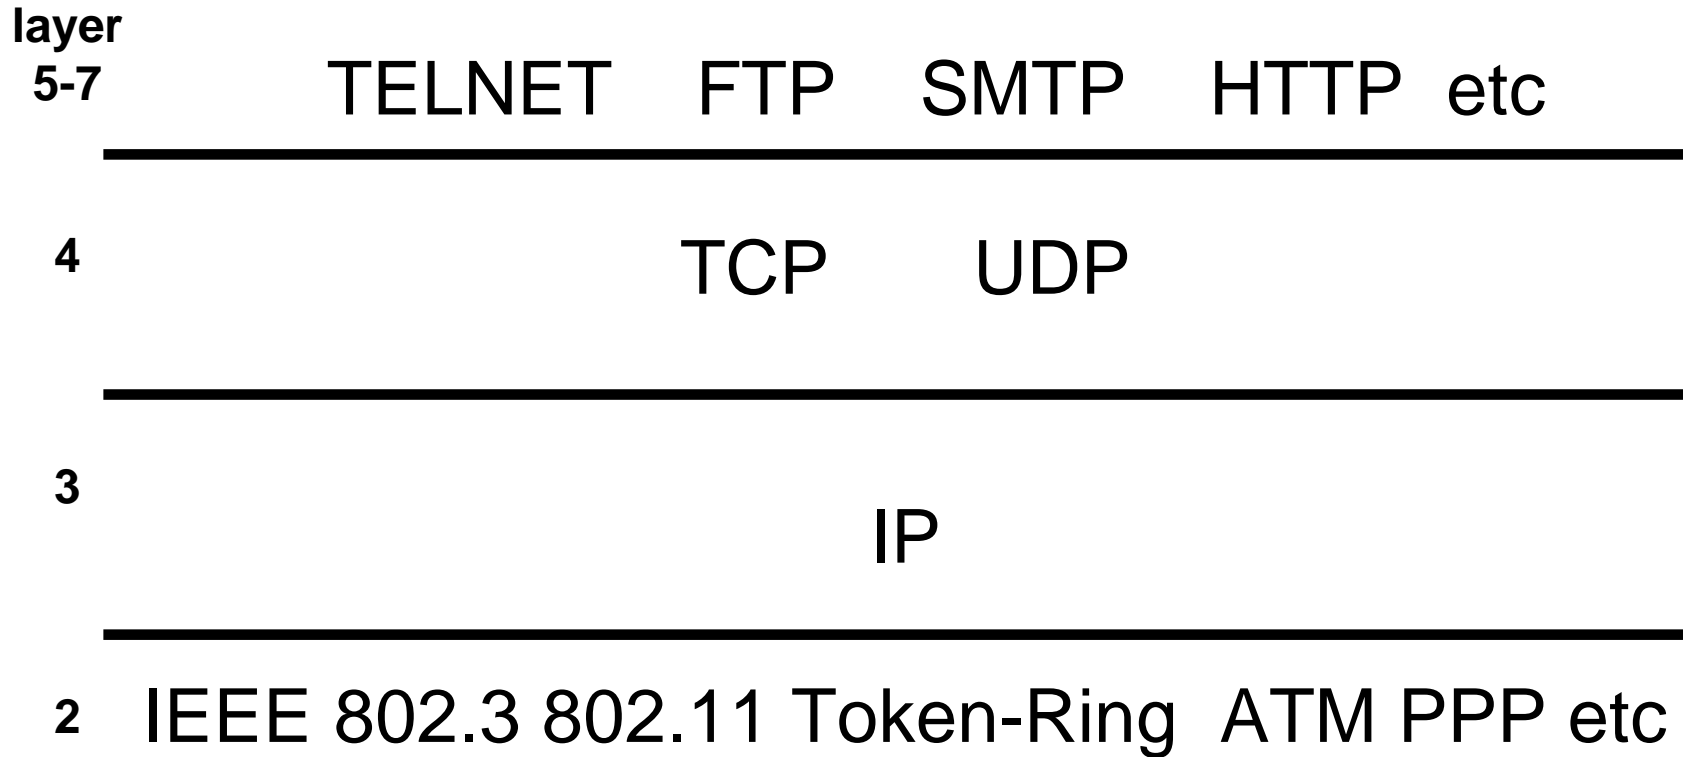 layer
5-7 TELNET FTP SMTP HTTP etc
4 TCP UDP
3
IP
2 IEEE 802.3 802.11 Token-Ring ATM PPP etc